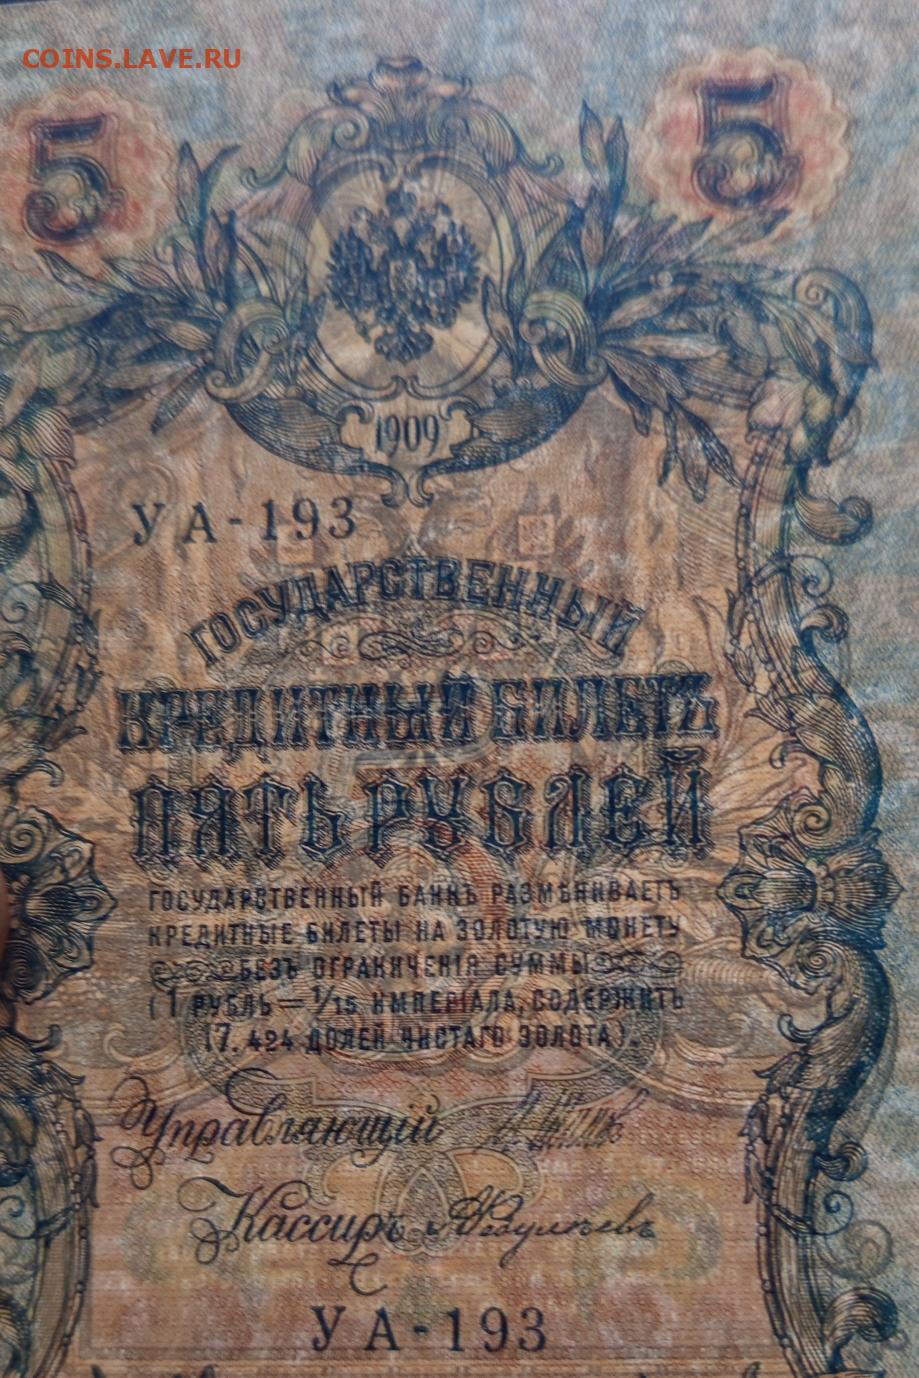 COINS.LAVE.RU
5 5
1909
УА-193
ГОСУДАРСТВЕННЫЙ
КРЕДИТНЫЙ БИЛЕТЪ
ПЯТЬ РУБЛЕЙ
ГОСУДАРСТВЕННЫЙ БАНКЪ РАЗМѢНИВАЕТЪ
КРЕДИТНЫЕ БИЛЕТЫ НА ЗОЛОТУЮ МОНЕТУ
БЕЗЪ ОГРАНИЧЕНІЯ СУММЫ
(1 РУБЛЬ = 1/15 ИМПЕРІАЛА, СОДЕРЖИТЪ
17,424 ДОЛЕЙ ЧИСТАГО ЗОЛОТА).
Управляющій
Кассиръ
УА-193